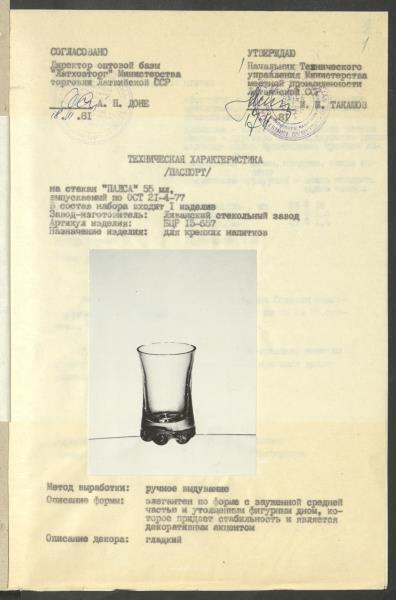 СОГЛАСОВАНО
Директор оптовой базы
"Латхозторг" Министерства
торговли Латвийской ССР
А. П. ДОНЕ
81
УТВЕРЖДАЮ
Начальник Технического
управления Министерства
местной промышленности
Латвийской ССР
81
ТЕХНИЧЕСКАЯ ХАРАКТЕРИСТИКА
/ПАСПОРТ/
на стакан "ПАЛСА" 55 мл,
выпускаемый по ОСТ 21-4-77
В состав набора входит 1 изделие
Завод-изготовитель: Ливанский стекольный завод
Артикул изделия: ВЦР 15-657
Назначение изделия: для крепких напитков
Метод выработки: ручное выдувание
Описание формы: элегантен по форме с зауженной средней
частью и утолщенным фигурным дном, ко-
торое придает стабильность и является
декоративным акцентом
Описание декора: гладкий